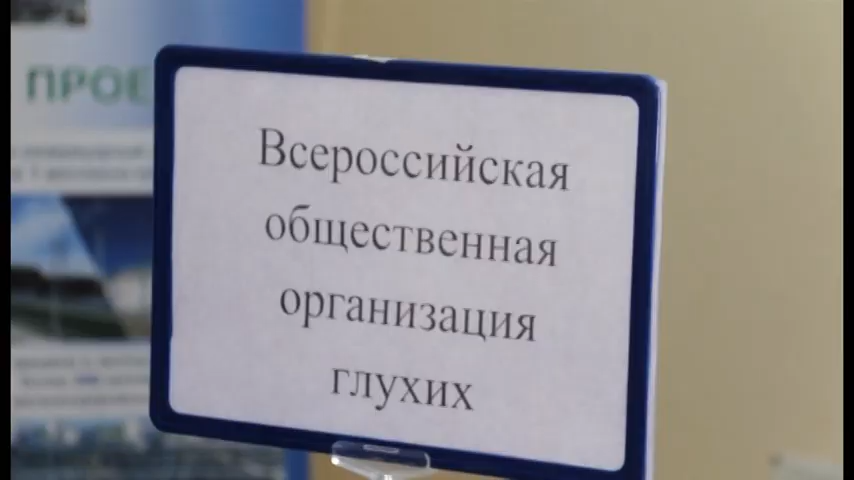 Всероссийская
общественная
организация
глухих
ПРОЕ